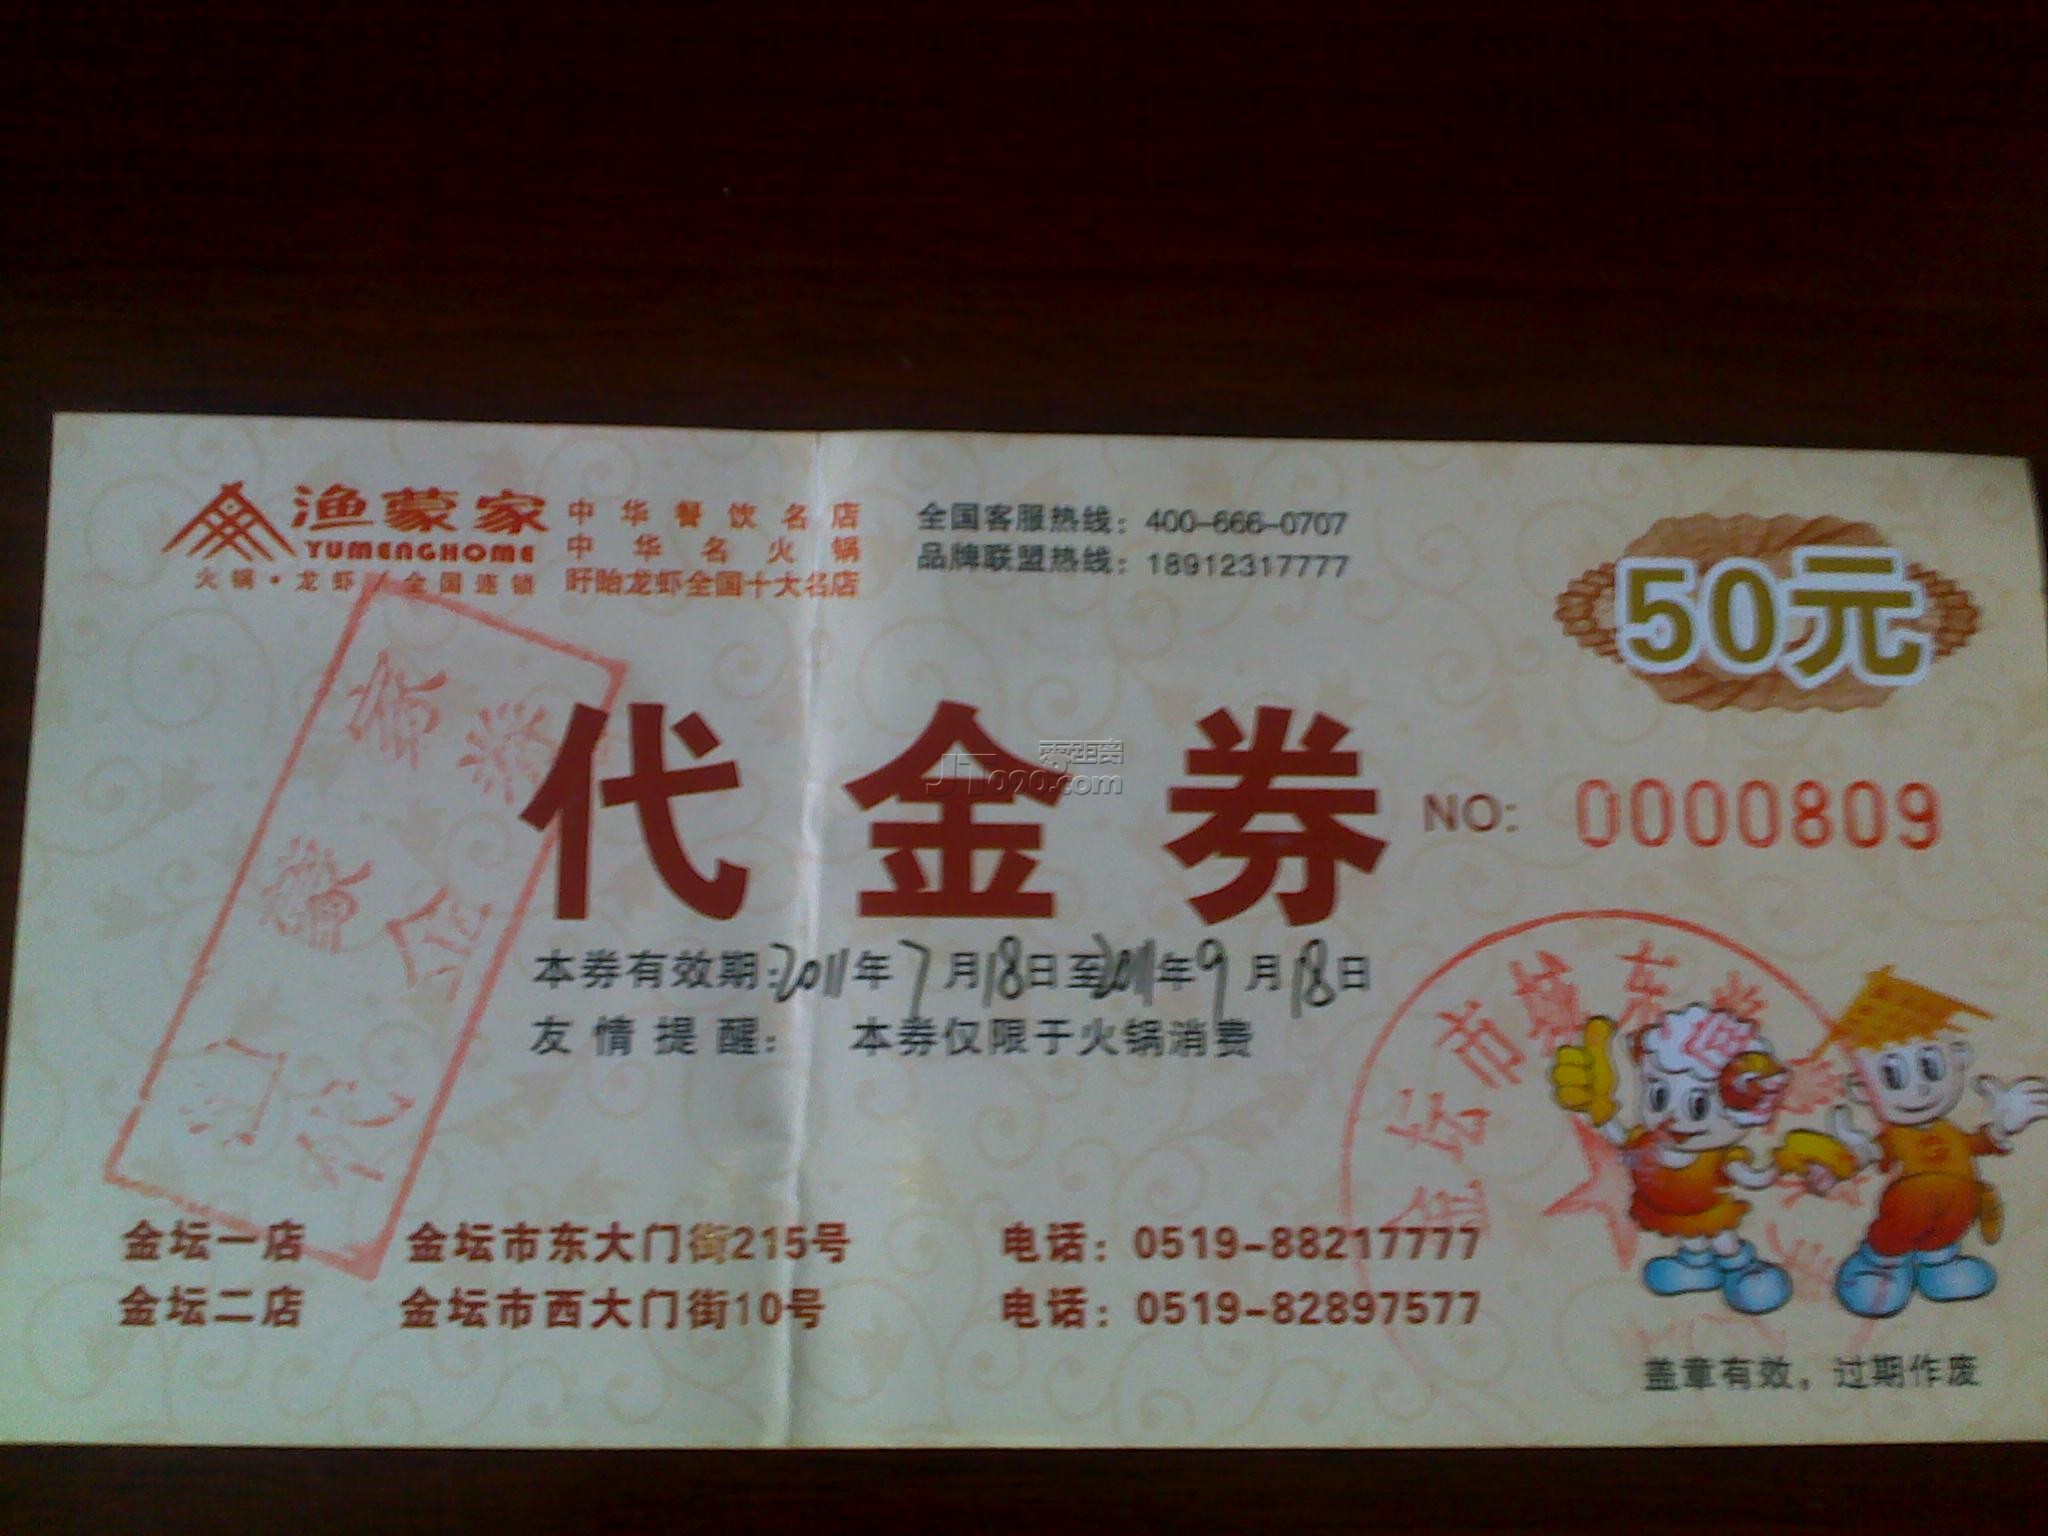 渔蒙家
YUMENGHOME
火锅·龙虾/全国连锁
中华餐饮名店
中华名火锅
盱眙龙虾全国十大名店
全国客服热线：400-666-0707
品牌联盟热线：18912317777
50元
代金券
JT090.com
NO: 0000809
本券有效期：2011年7月18日至2011年9月18日
友情提醒： 本券仅限于火锅消费
金坛市城东
金坛一店 金坛市东大门街215号 电话：0519-88217777
金坛二店 金坛市西大门街10号 电话：0519-82897577
盖章有效，过期作废